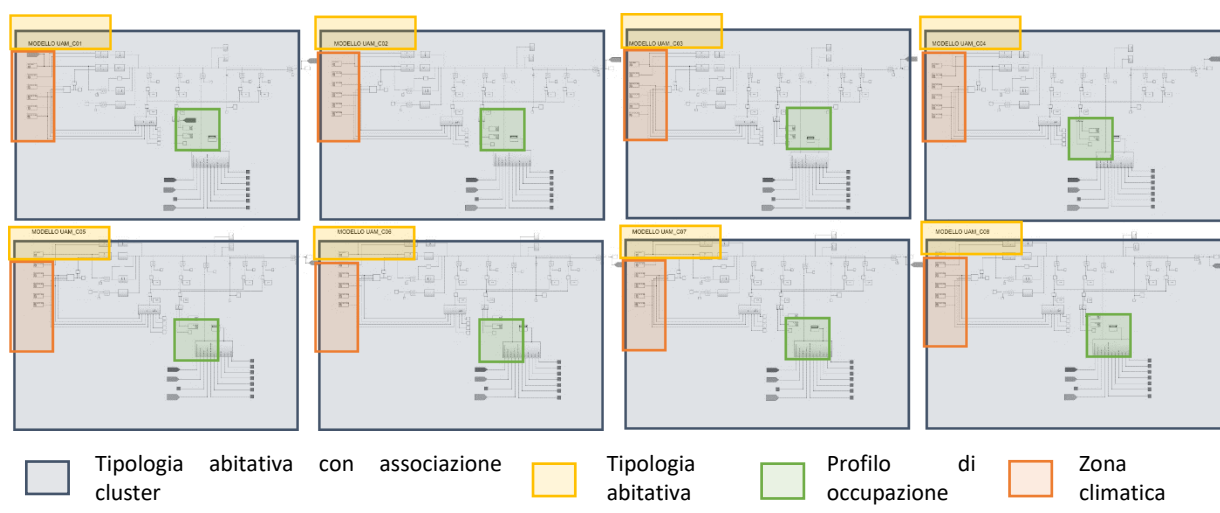 MODELLO UAM_C01
MODELLO UAM_C02
MODELLO UAM_C03
MODELLO UAM_C04
MODELLO UAM_C05
MODELLO UAM_C06
MODELLO UAM_C07
MODELLO UAM_C08
Tipologia abitativa con associazione
cluster
Tipologia
abitativa
Profilo di
occupazione
Zona
climatica